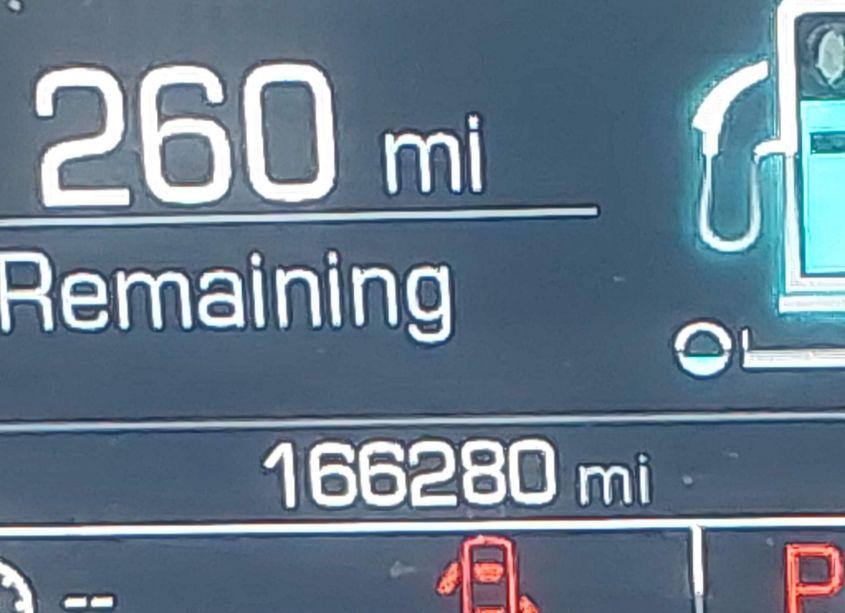 260 mi
Remaining
166280 mi
-- P